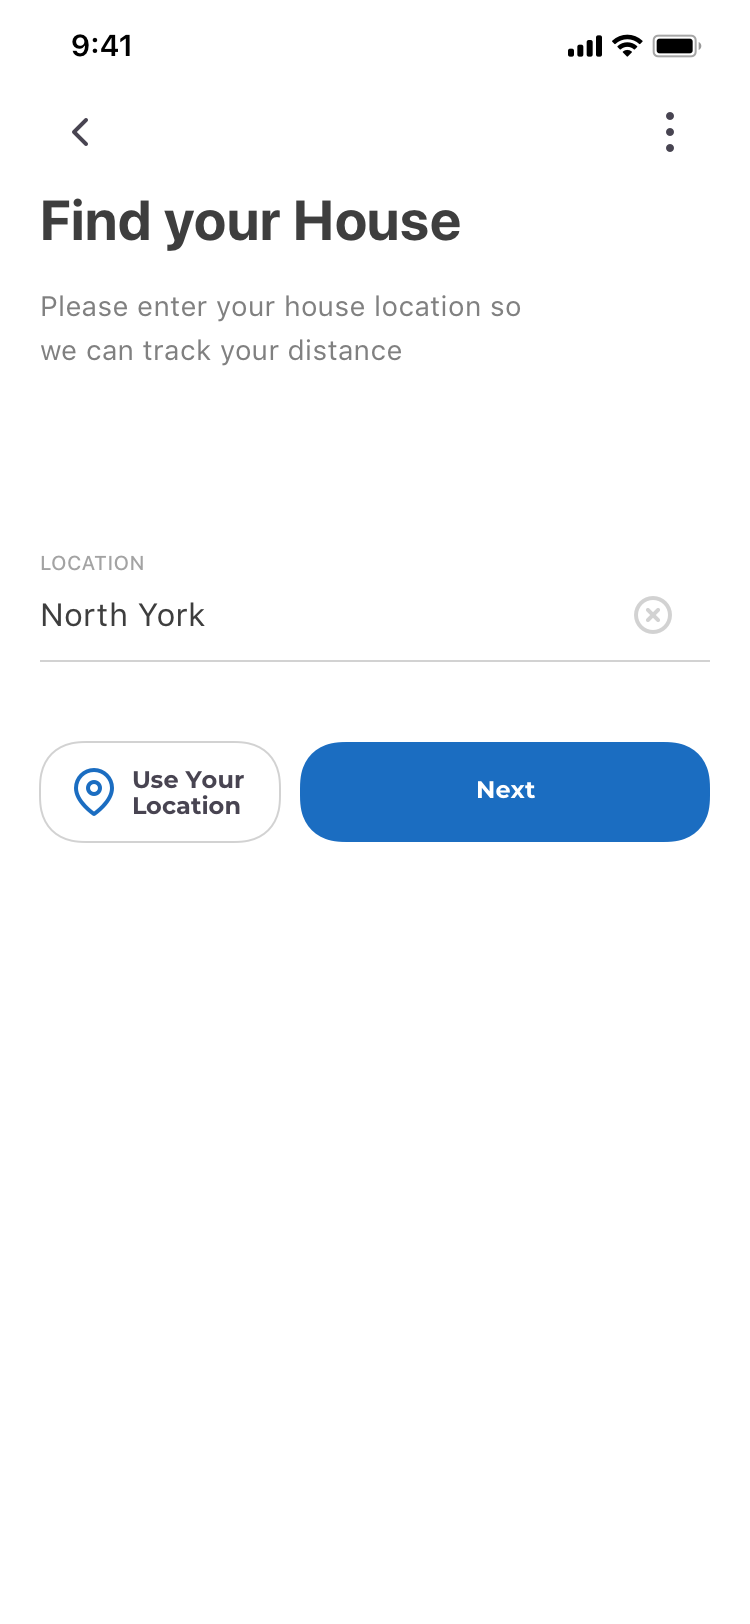 9:41
Find your House
Please enter your house location so
we can track your distance
LOCATION
North York
Use Your
Location
Next